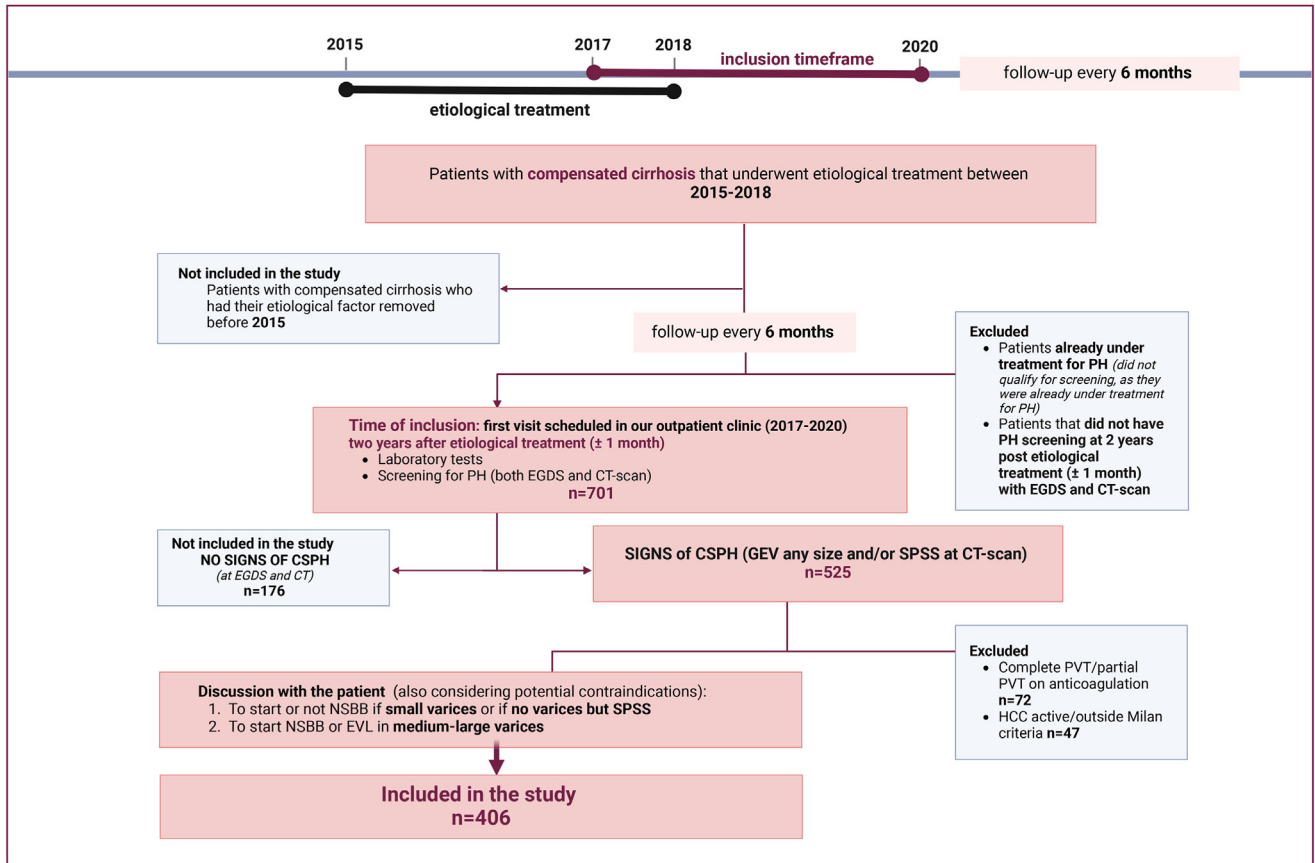 2015
2017
2018
2020
inclusion timeframe
follow-up every 6 months
etiological treatment
Patients with compensated cirrhosis that underwent etiological treatment between
2015-2018
Not included in the study
Patients with compensated cirrhosis who
had their etiological factor removed
before 2015
follow-up every 6 months
Excluded
• Patients already under
treatment for PH (did not
qualify for screening, as they
were already under treatment
for PH)
• Patients that did not have
PH screening at 2 years
post etiological
treatment (± 1 month)
with EGDS and CT-scan
Time of inclusion: first visit scheduled in our outpatient clinic (2017-2020)
two years after etiological treatment (± 1 month)
• Laboratory tests
• Screening for PH (both EGDS and CT-scan)
n=701
Not included in the study
NO SIGNS OF CSPH
(at EGDS and CT)
n=176
SIGNS of CSPH (GEV any size and/or SPSS at CT-scan)
n=525
Excluded
• Complete PVT/partial
PVT on anticoagulation
n=72
• HCC active/outside Milan
criteria n=47
Discussion with the patient (also considering potential contraindications):
1. To start or not NSBB if small varices or if no varices but SPSS
2. To start NSBB or EVL in medium-large varices
Included in the study
n=406